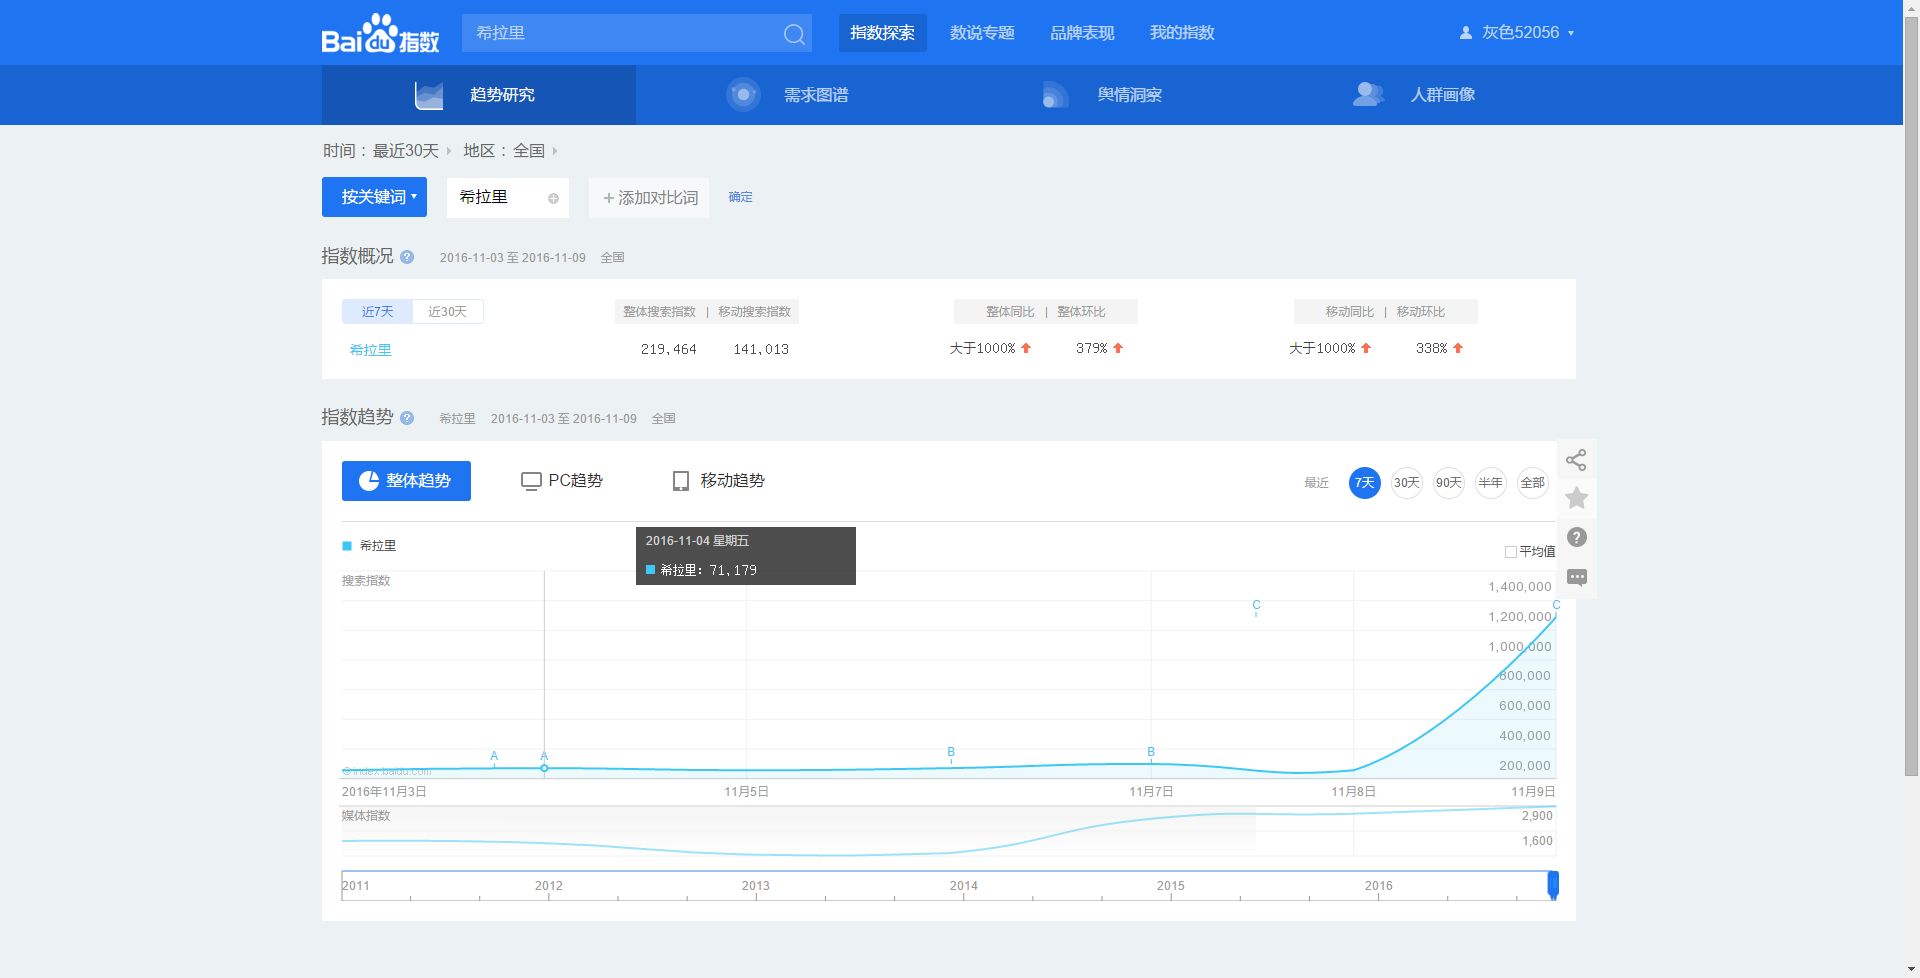 Baidu指数
希拉里
指数探索 数说专题 品牌表现 我的指数
灰色52056
趋势研究 需求图谱 舆情洞察 人群画像
时间： 最近30天 地区： 全国
按关键词 希拉里 +添加对比词 确定
指数概况 ? 2016-11-03 至 2016-11-09 全国
近7天 近30天 整体搜索指数 | 移动搜索指数 整体同比 | 整体环比 移动同比 | 移动环比
希拉里 219,464 141,013 大于1000% 379% 大于1000% 338%
指数趋势 ? 希拉里 2016-11-03 至 2016-11-09 全国
整体趋势 PC趋势 移动趋势 最近 7天 30天 90天 半年 全部
?
2016-11-04 星期五
希拉里：71,179
希拉里
平均值
搜索指数
1,400,000
1,200,000
1,000,000
800,000
600,000
400,000
200,000
A A B B C C
©index.baidu.com
2016年11月3日 11月5日 11月7日 11月8日 11月9日
媒体指数
2,900
1,600
2011 2012 2013 2014 2015 2016